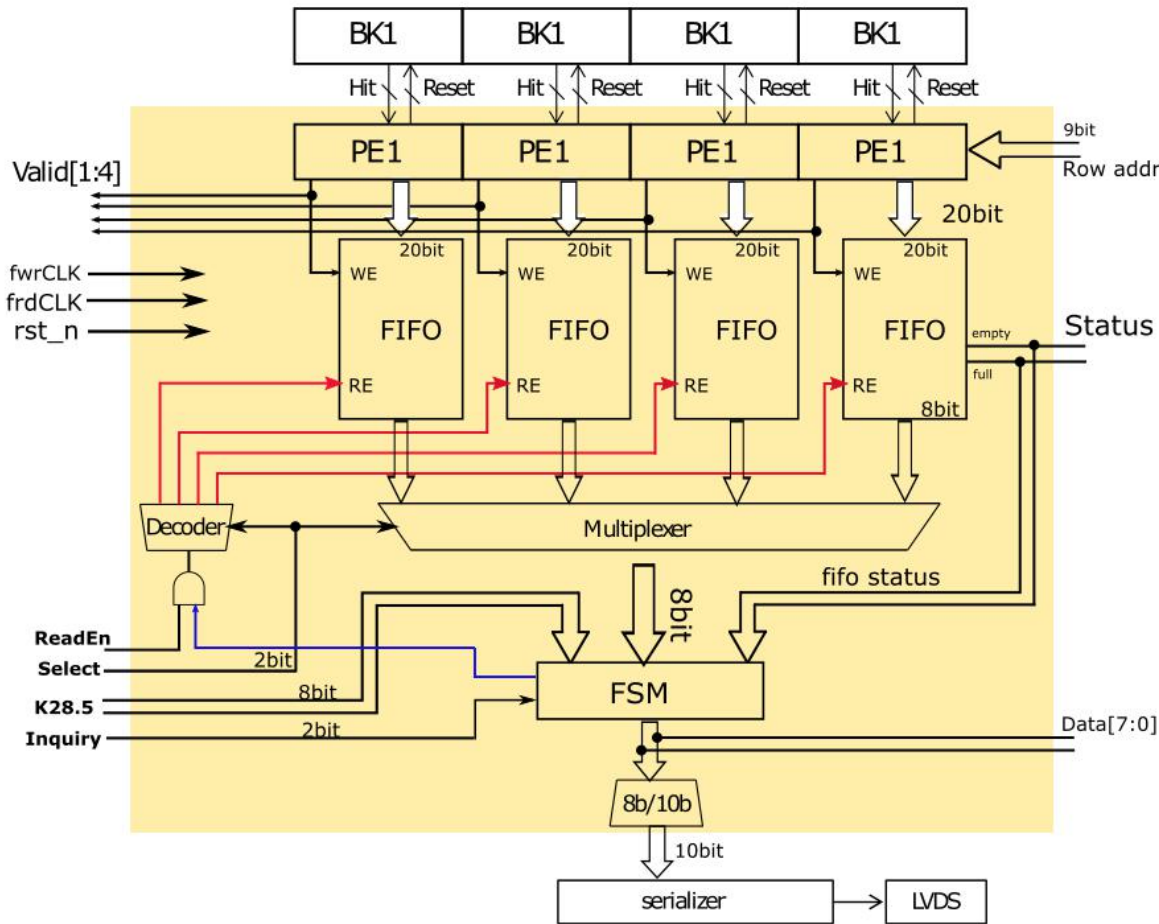 BK1 BK1 BK1 BK1
Hit Reset Hit Reset Hit Reset Hit Reset
PE1 PE1 PE1 PE1
9bit
Row addr
Valid[1:4]
20bit
20bit 20bit 20bit 20bit
WE WE WE WE
fwrCLK
frdCLK
rst_n
FIFO FIFO FIFO FIFO
empty
Status
full
RE RE RE RE
8bit
Decoder
Multiplexer
fifo status
8bit
ReadEn
Select
2bit
8bit
K28.5
FSM
Inquiry
2bit
Data[7:0]
8b/10b
10bit
serializer
LVDS